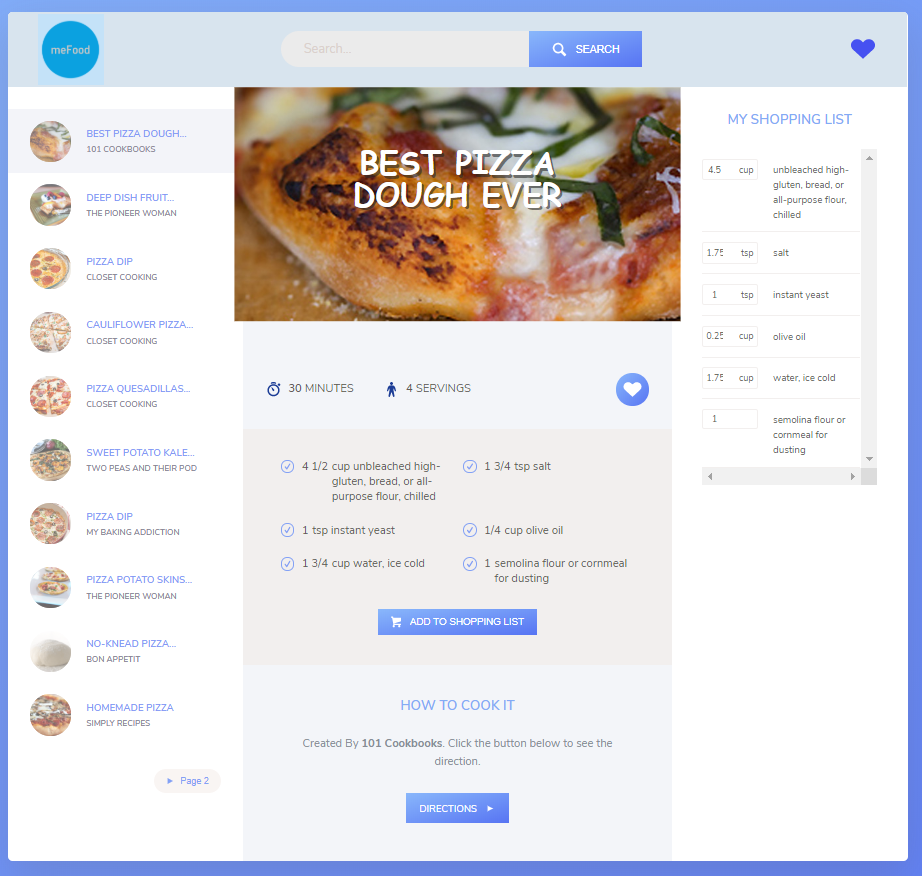 meFood
Search...
SEARCH
BEST PIZZA DOUGH...
101 COOKBOOKS
DEEP DISH FRUIT...
THE PIONEER WOMAN
PIZZA DIP
CLOSET COOKING
CAULIFLOWER PIZZA...
CLOSET COOKING
PIZZA QUESADILLAS...
CLOSET COOKING
SWEET POTATO KALE...
TWO PEAS AND THEIR POD
PIZZA DIP
MY BAKING ADDICTION
PIZZA POTATO SKINS...
THE PIONEER WOMAN
NO-KNEAD PIZZA...
BON APPETIT
HOMEMADE PIZZA
SIMPLY RECIPES
Page 2
BEST PIZZA
DOUGH EVER
30 MINUTES
4 SERVINGS
4 1/2 cup unbleached high-
gluten, bread, or all-
purpose flour, chilled
1 3/4 tsp salt
1 tsp instant yeast
1/4 cup olive oil
1 3/4 cup water, ice cold
1 semolina flour or cornmeal
for dusting
ADD TO SHOPPING LIST
HOW TO COOK IT
Created By 101 Cookbooks. Click the button below to see the
direction.
DIRECTIONS
MY SHOPPING LIST
4.5 cup unbleached high-
gluten, bread, or
all-purpose flour,
chilled
1.75 tsp salt
1 tsp instant yeast
0.25 cup olive oil
1.75 cup water, ice cold
1 semolina flour or
cornmeal for
dusting